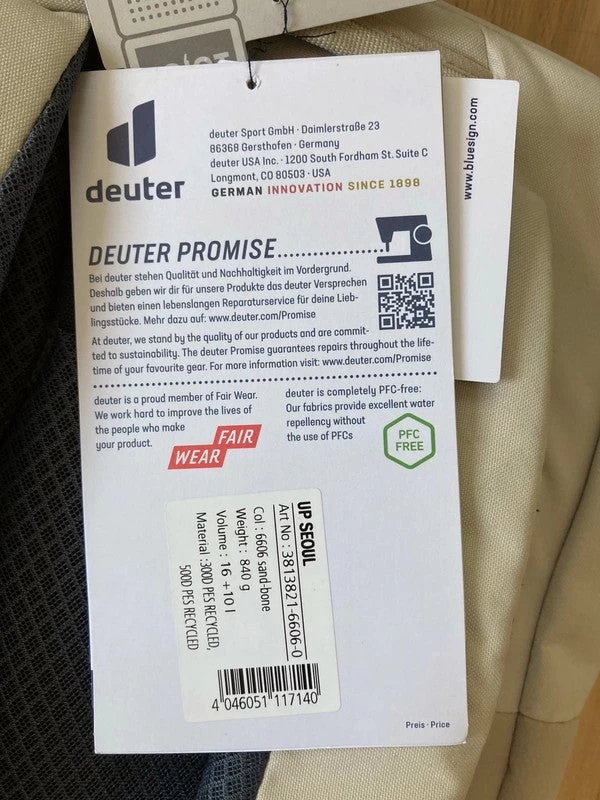 deuter
deuter Sport GmbH · Daimlerstraße 23
86368 Gersthofen · Germany
deuter USA Inc. · 1200 South Fordham St. Suite C
Longmont, CO 80503 · USA
GERMAN INNOVATION SINCE 1898
www.bluesign.com
DEUTER PROMISE
Bei deuter stehen Qualität und Nachhaltigkeit im Vordergrund.
Deshalb geben wir dir für unsere Produkte das deuter Versprechen
und bieten einen lebenslangen Reparaturservice für deine Lieb-
lingsstücke. Mehr dazu auf: www.deuter.com/Promise
At deuter, we stand by the quality of our products and are commit-
ted to sustainability. The deuter Promise guarantees repairs throughout the life-
time of your favourite gear. For more information visit: www.deuter.com/Promise
deuter is a proud member of Fair Wear.
We work hard to improve the lives of
the people who make
your product.
FAIR
WEAR
deuter is completely PFC-free:
Our fabrics provide excellent water
repellency without
the use of PFCs
PFC
FREE
UP SEOUL
Art No : 3813821-6606-0
Col : 6606 sand-bone
Weight : 840 g
Volume : 16 +10 l
Material :300D PES RECYCLED,
500D PES RECYCLED
4 046051 117140
Preis · Price